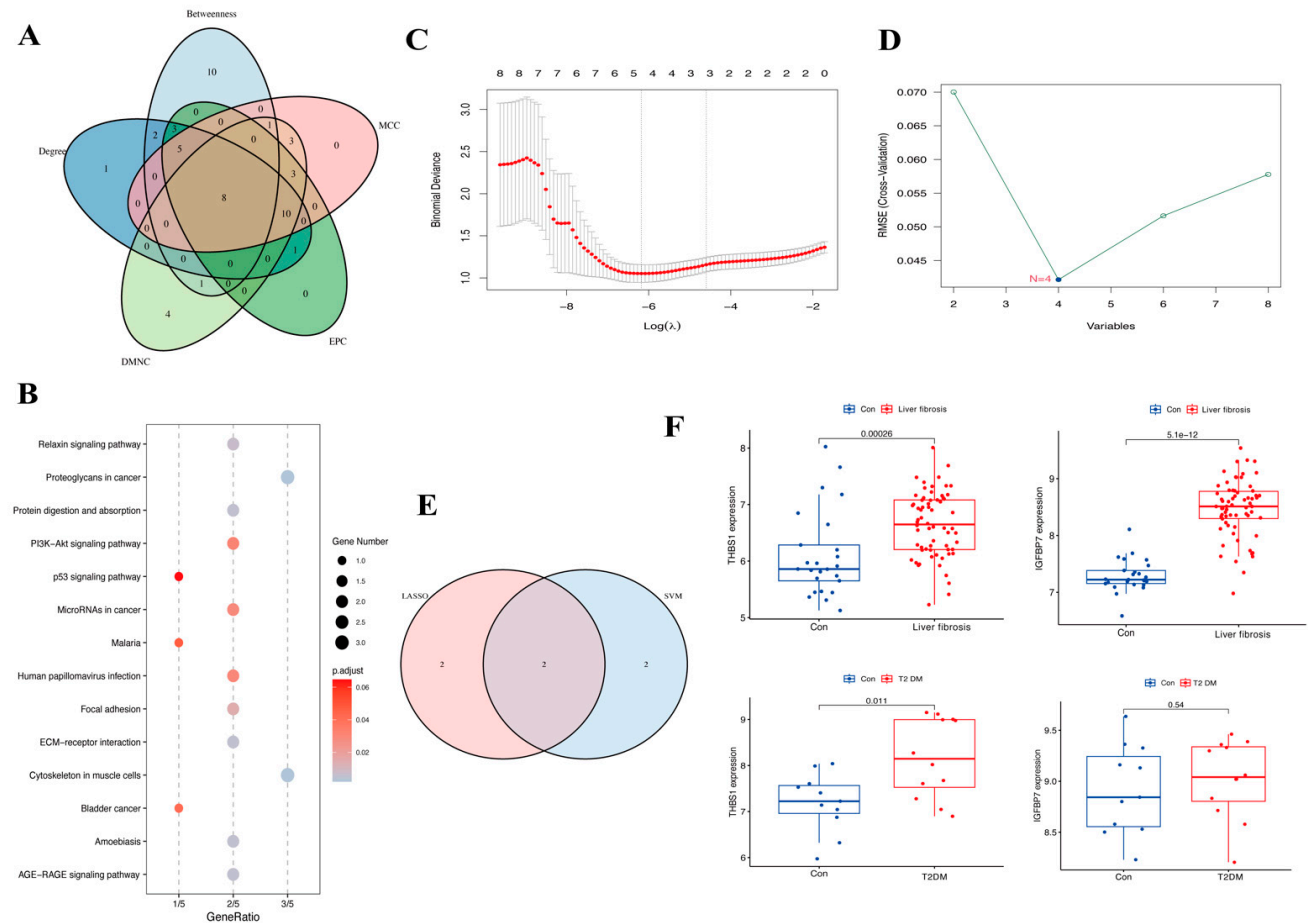 A
Betweenness
10
MCC
0
0
0
1
3
2
3
0
0
Degree
1
5
3
0
8
0
10
0
0
0
0
0
0
0
0
1
0
1
0
0
0
4
DMNC
EPC
B
Relaxin signaling pathway
Proteoglycans in cancer
Protein digestion and absorption
PI3K−Akt signaling pathway
p53 signaling pathway
MicroRNAs in cancer
Malaria
Human papillomavirus infection
Focal adhesion
ECM−receptor interaction
Cytoskeleton in muscle cells
Bladder cancer
Amoebiasis
AGE−RAGE signaling pathway
1/5 2/5 3/5
GeneRatio
Gene Number
1.0
1.5
2.0
2.5
3.0
p.adjust
0.06
0.04
0.02
C
8 8 7 7 6 5 4 4 3 3 2 2 2 2 2 0
Binomial Deviance
3.0
2.5
2.0
1.5
1.0
−8 −6 −4 −2
Log(λ)
D
RMSE (Cross−Validation)
0.070
0.065
0.060
0.055
0.050
0.045
N=4
2 3 4 5 6 7 8
Variables
E
LASSO
SVM
2 2 2
F
Con Liver fibrosis
0.00026
THBS1 expression
8
7
6
5
Con Liver fibrosis
Con Liver fibrosis
5.1e−12
IGFBP7 expression
9
8
7
Con Liver fibrosis
Con T2 DM
0.011
THBS1 expression
9
8
7
6
Con T2DM
Con T2 DM
0.54
IGFBP7 expression
9.5
9.0
8.5
Con T2DM